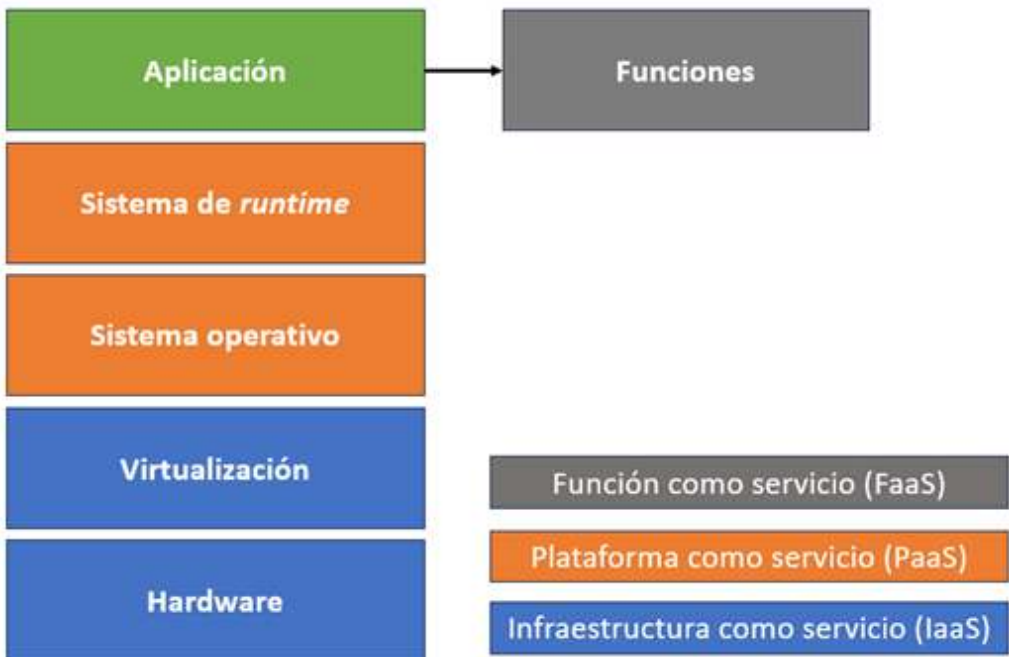 Aplicación
Funciones
Sistema de runtime
Sistema operativo
Virtualización
Hardware
Función como servicio (FaaS)
Plataforma como servicio (PaaS)
Infraestructura como servicio (IaaS)